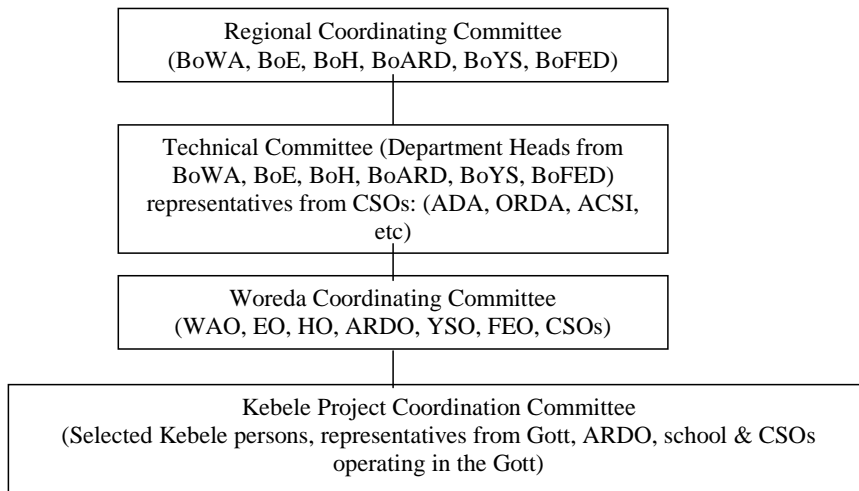 Regional Coordinating Committee
(BoWA, BoE, BoH, BoARD, BoYS, BoFED)
Technical Committee (Department Heads from
BoWA, BoE, BoH, BoARD, BoYS, BoFED)
representatives from CSOs: (ADA, ORDA, ACSI,
etc)
Woreda Coordinating Committee
(WAO, EO, HO, ARDO, YSO, FEO, CSOs)
Kebele Project Coordination Committee
(Selected Kebele persons, representatives from Gott, ARDO, school & CSOs
operating in the Gott)